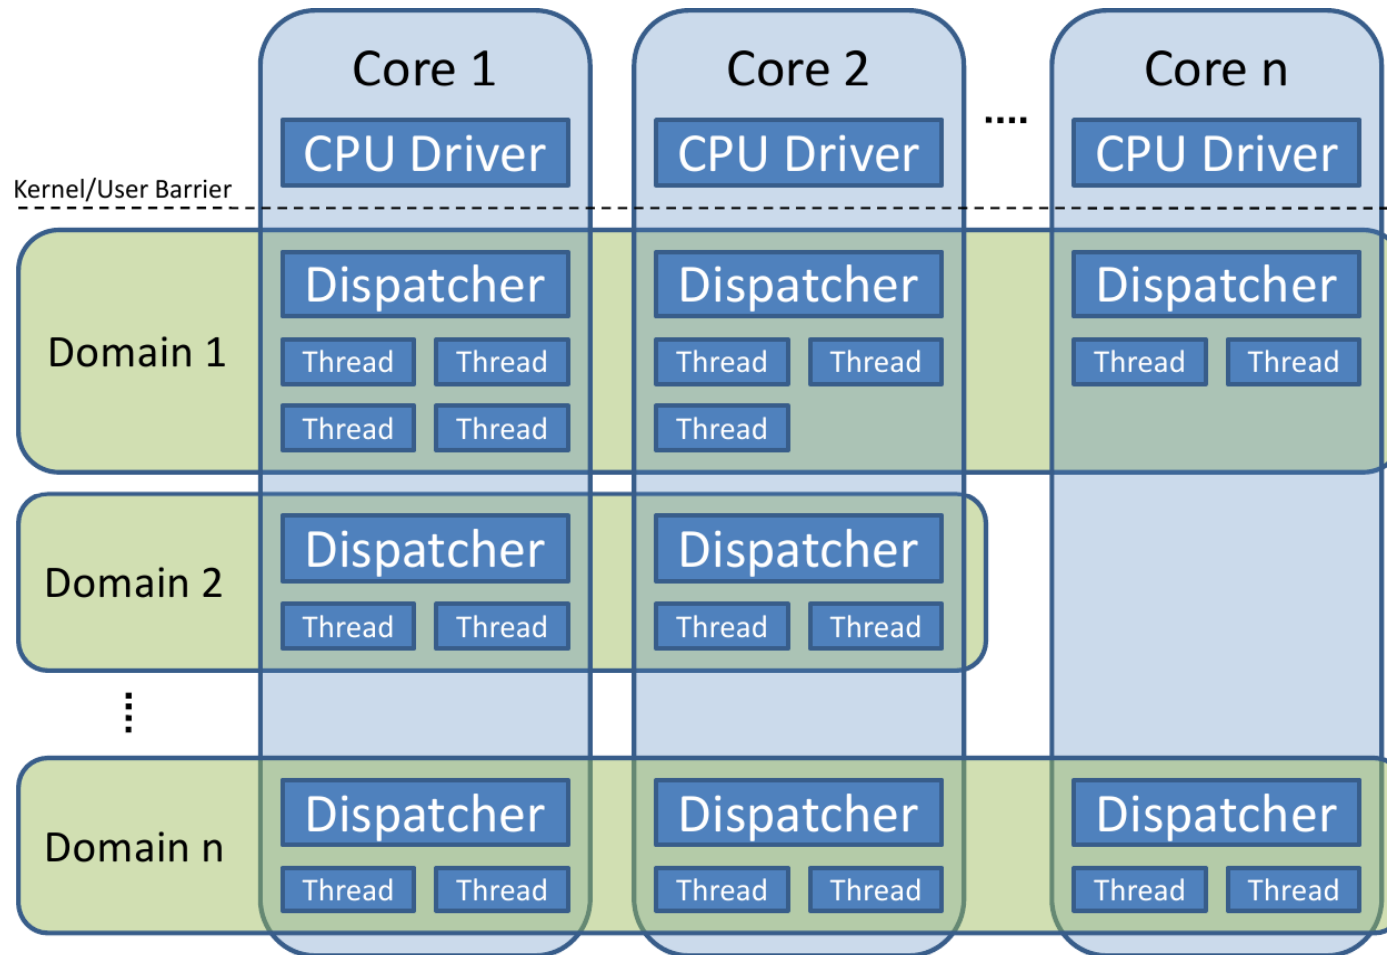 Core 1 Core 2 Core n
....
CPU Driver CPU Driver CPU Driver
Kernel/User Barrier
Dispatcher Dispatcher Dispatcher
Domain 1
Thread Thread Thread Thread Thread Thread
Thread Thread Thread
Dispatcher Dispatcher
Domain 2
Thread Thread Thread Thread
....
Dispatcher Dispatcher Dispatcher
Domain n
Thread Thread Thread Thread Thread Thread